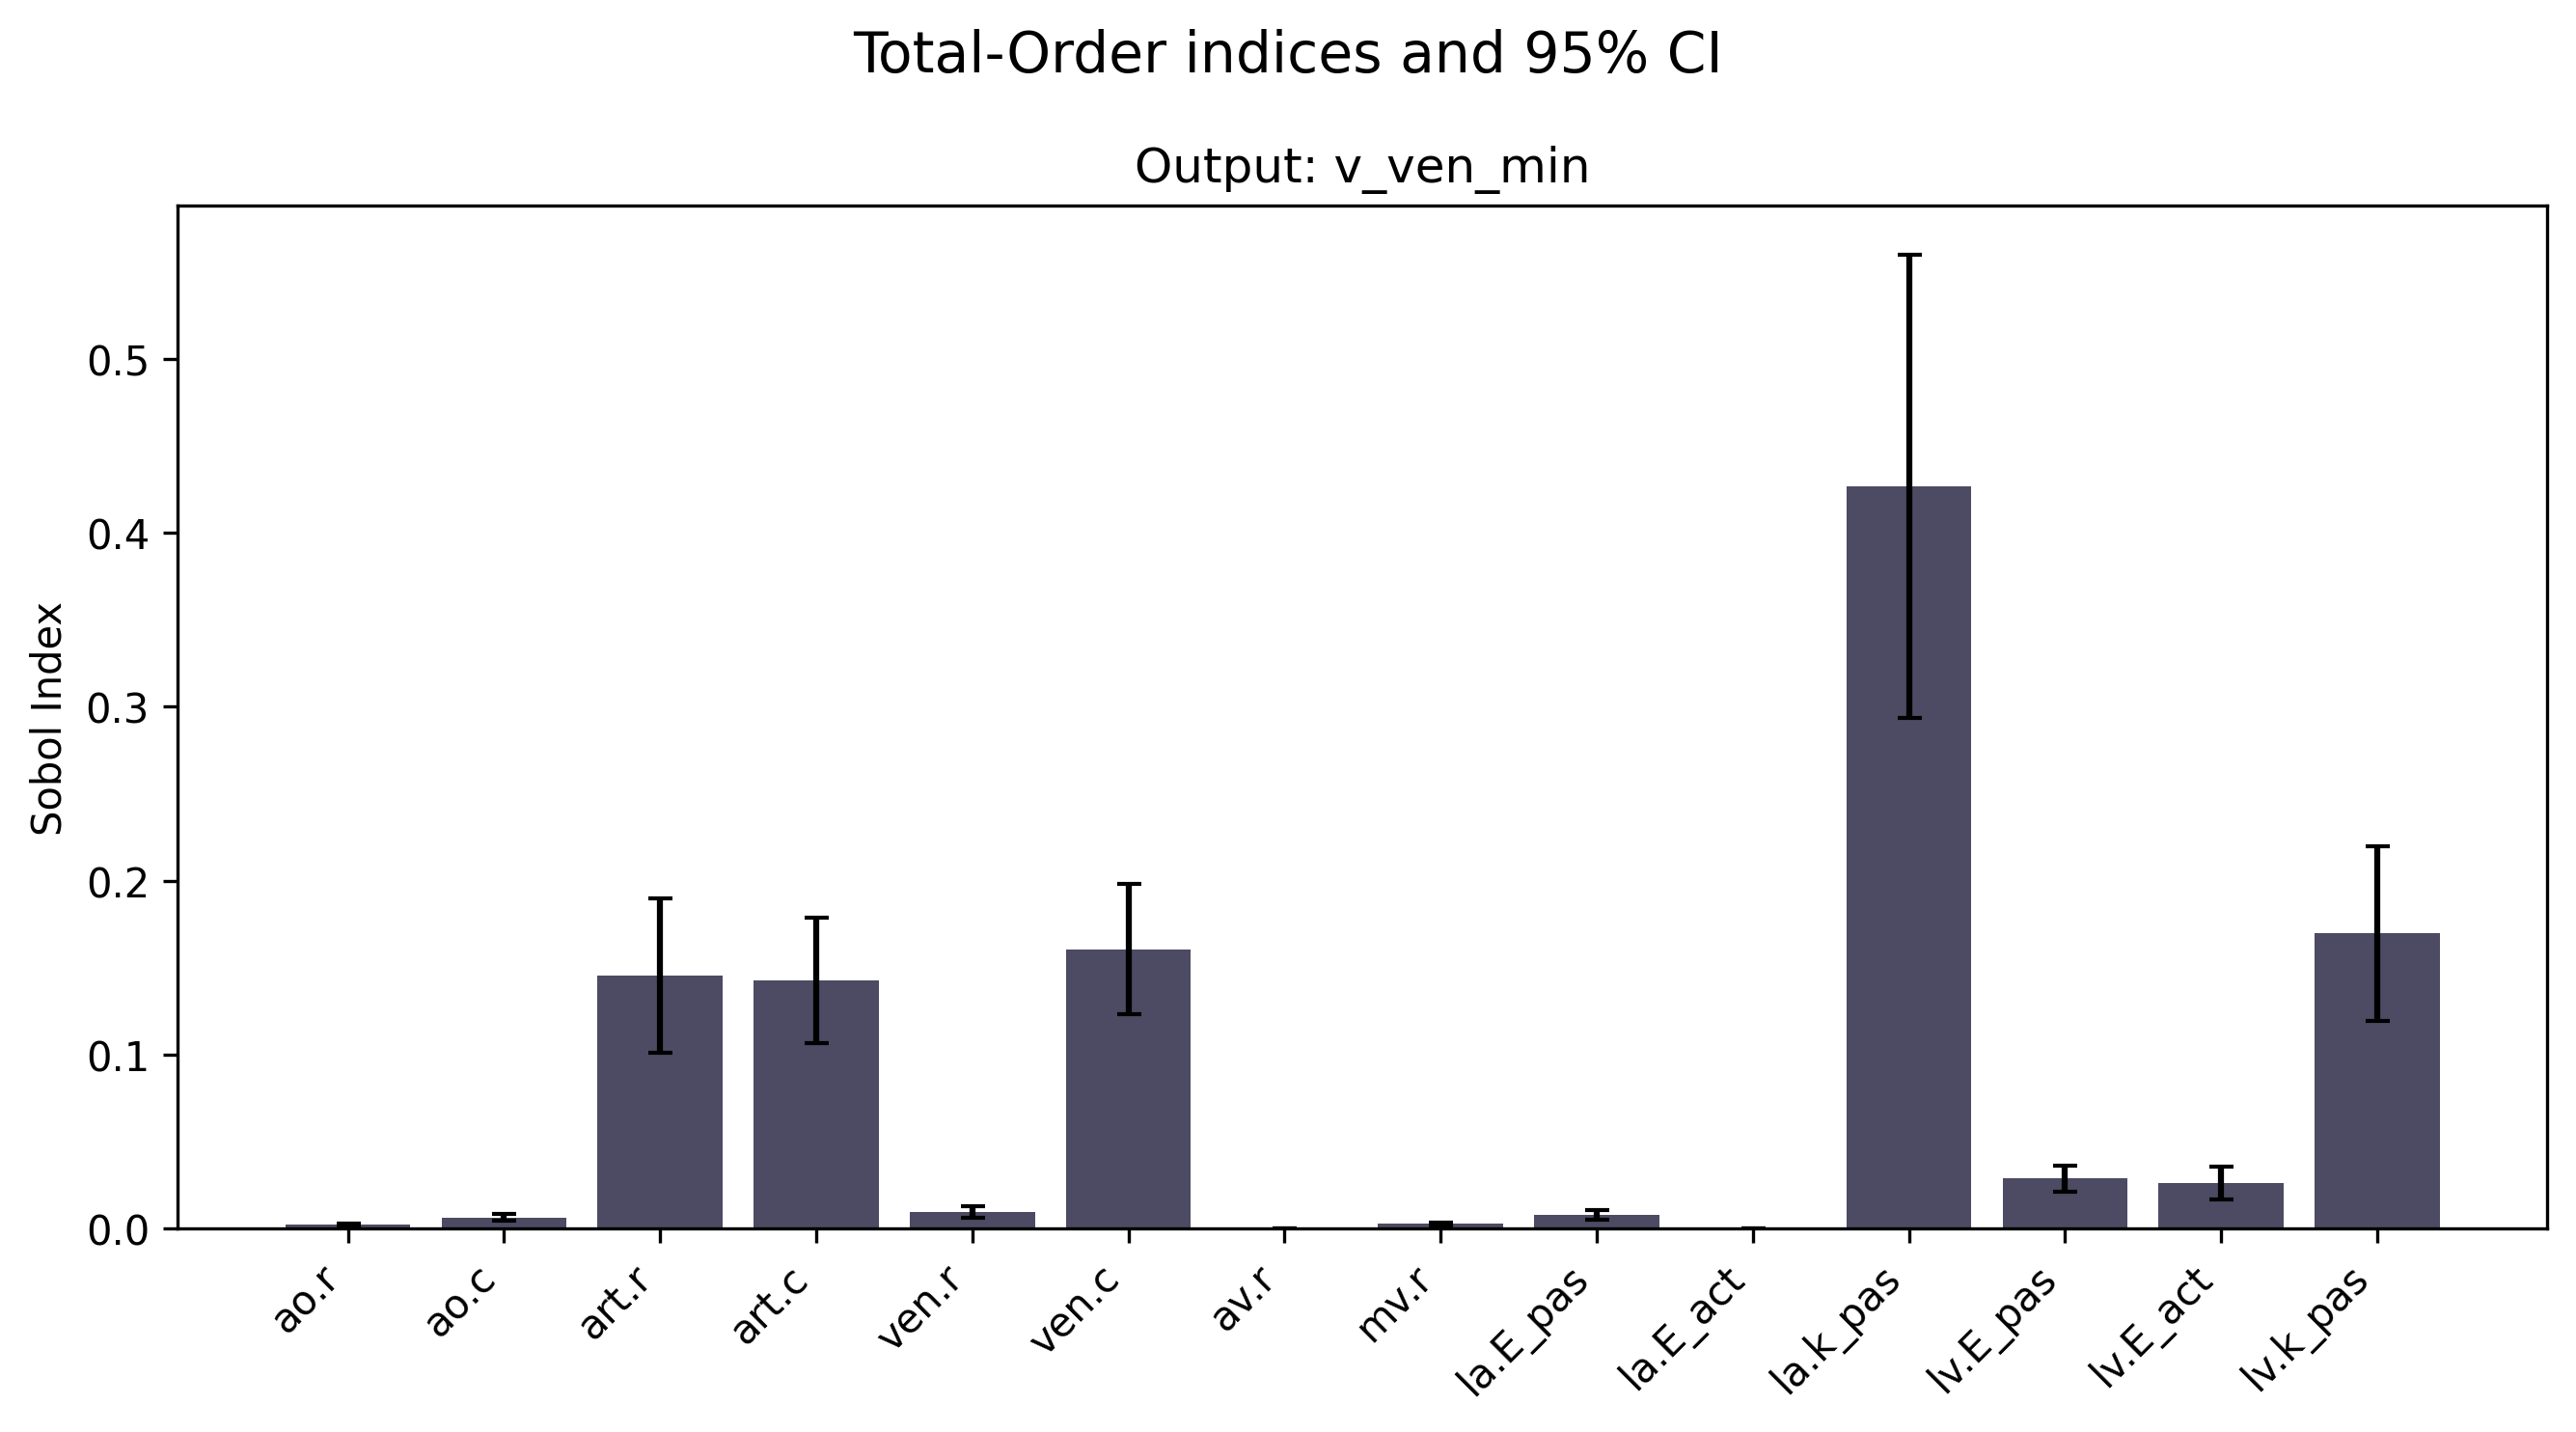 Total-Order indices and 95% CI
Output: v_ven_min
Sobol Index
0.5
0.4
0.3
0.2
0.1
0.0
ao.r
ao.c
art.r
art.c
ven.r
ven.c
av.r
mv.r
la.E_pas
la.E_act
la.k_pas
lv.E_pas
lv.E_act
lv.k_pas